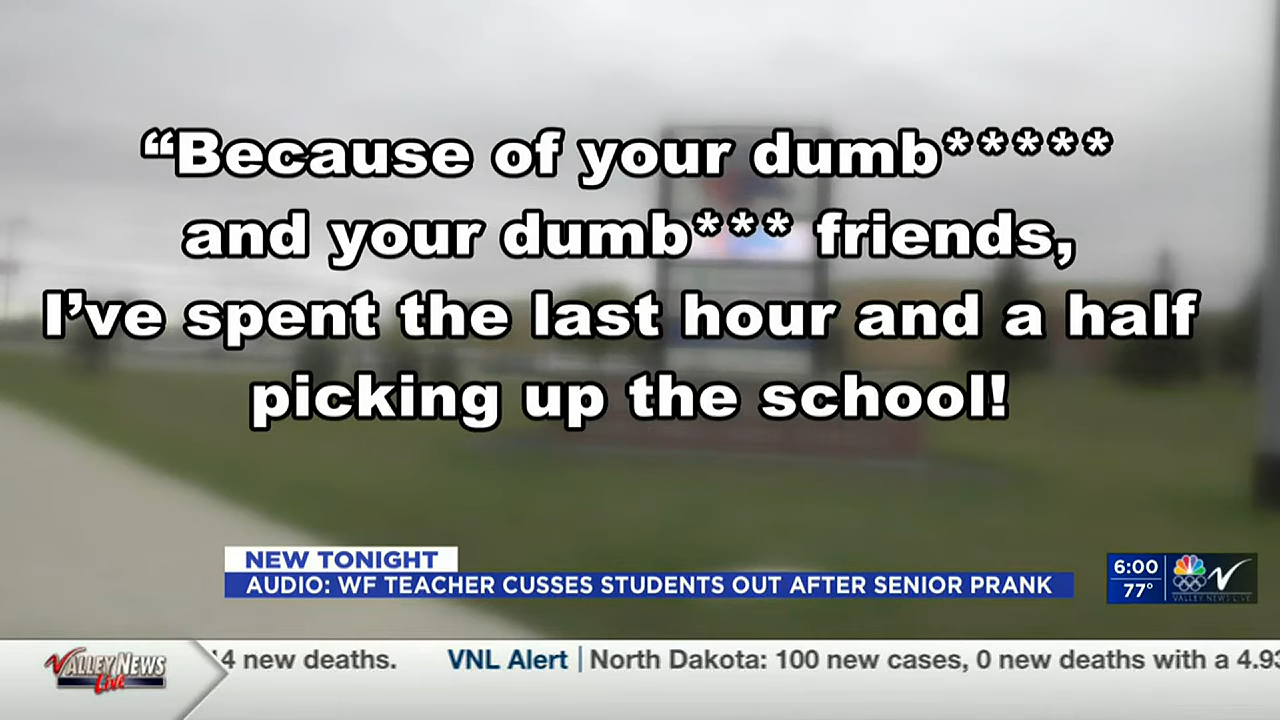 “Because of your dumb*****
and your dumb*** friends,
I’ve spent the last hour and a half
picking up the school!
NEW TONIGHT
AUDIO: WF TEACHER CUSSES STUDENTS OUT AFTER SENIOR PRANK
6:00
77°
VALLEY NEWS LIVE
VALLEY NEWS
Live
4 new deaths. VNL Alert | North Dakota: 100 new cases, 0 new deaths with a 4.93